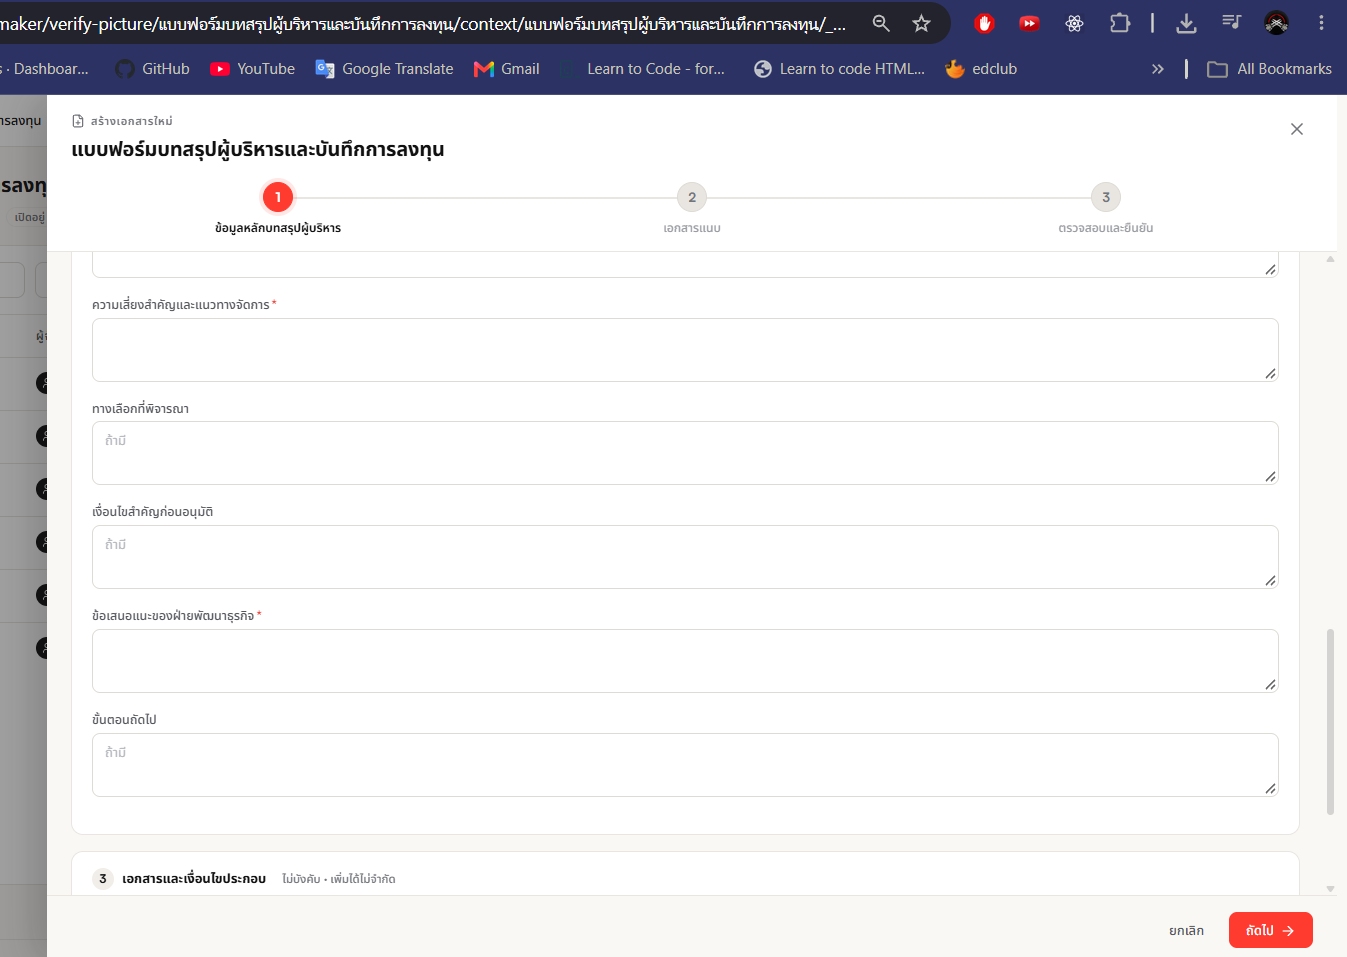 maker/verify-picture/แบบฟอร์มบทสรุปผู้บริหารและบันทึกการลงทุน/context/แบบฟอร์มบทสรุปผู้บริหารและบันทึกการลงทุน/_...
· Dashboar... GitHub YouTube Google Translate Gmail Learn to Code - for... Learn to code HTML... edclub All Bookmarks
ารลงทุน
สร้างเอกสารใหม่
แบบฟอร์มบทสรุปผู้บริหารและบันทึกการลงทุน
รลงทุ
เปิดอยู่
1
2
3
ข้อมูลหลักบทสรุปผู้บริหาร
เอกสารแนบ
ตรวจสอบและยืนยัน
ความเสี่ยงสำคัญและแนวทางจัดการ *
ทางเลือกที่พิจารณา
ถ้ามี
เงื่อนไขสำคัญก่อนอนุมัติ
ถ้ามี
ข้อเสนอแนะของฝ่ายพัฒนาธุรกิจ *
ขั้นตอนถัดไป
ถ้ามี
3 เอกสารและเงื่อนไขประกอบ ไม่บังคับ • เพิ่มได้ไม่จำกัด
ยกเลิก ถัดไป →